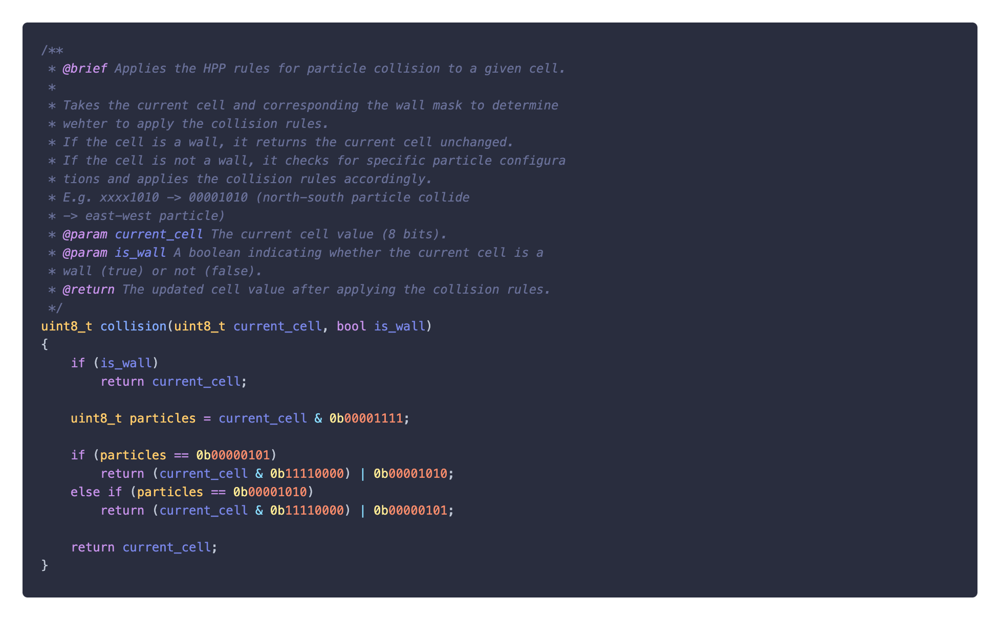 /**
 * @brief Applies the HPP rules for particle collision to a given cell.
 *
 * Takes the current cell and corresponding the wall mask to determine
 * wehter to apply the collision rules.
 * If the cell is a wall, it returns the current cell unchanged.
 * If the cell is not a wall, it checks for specific particle configura
 * tions and applies the collision rules accordingly.
 * E.g. xxxx1010 -> 00001010 (north-south particle collide
 * -> east-west particle)
 * @param current_cell The current cell value (8 bits).
 * @param is_wall A boolean indicating whether the current cell is a
 * wall (true) or not (false).
 * @return The updated cell value after applying the collision rules.
 */
uint8_t collision(uint8_t current_cell, bool is_wall)
{
    if (is_wall)
        return current_cell;

    uint8_t particles = current_cell & 0b00001111;

    if (particles == 0b00000101)
        return (current_cell & 0b11110000) | 0b00001010;
    else if (particles == 0b00001010)
        return (current_cell & 0b11110000) | 0b00000101;

    return current_cell;
}